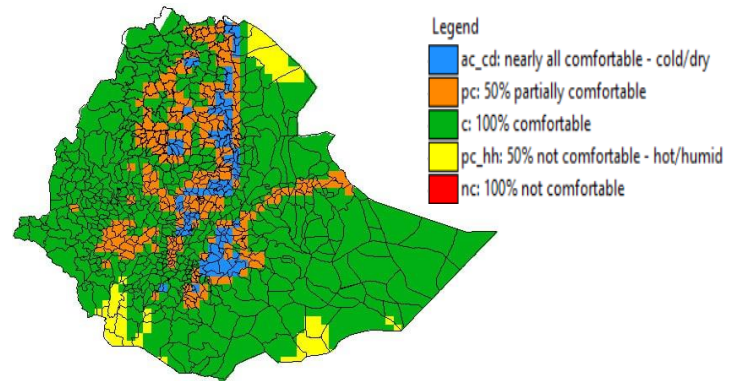 Legend
ac_cd: nearly all comfortable - cold/dry
pc: 50% partially comfortable
c: 100% comfortable
pc_hh: 50% not comfortable - hot/humid
nc: 100% not comfortable